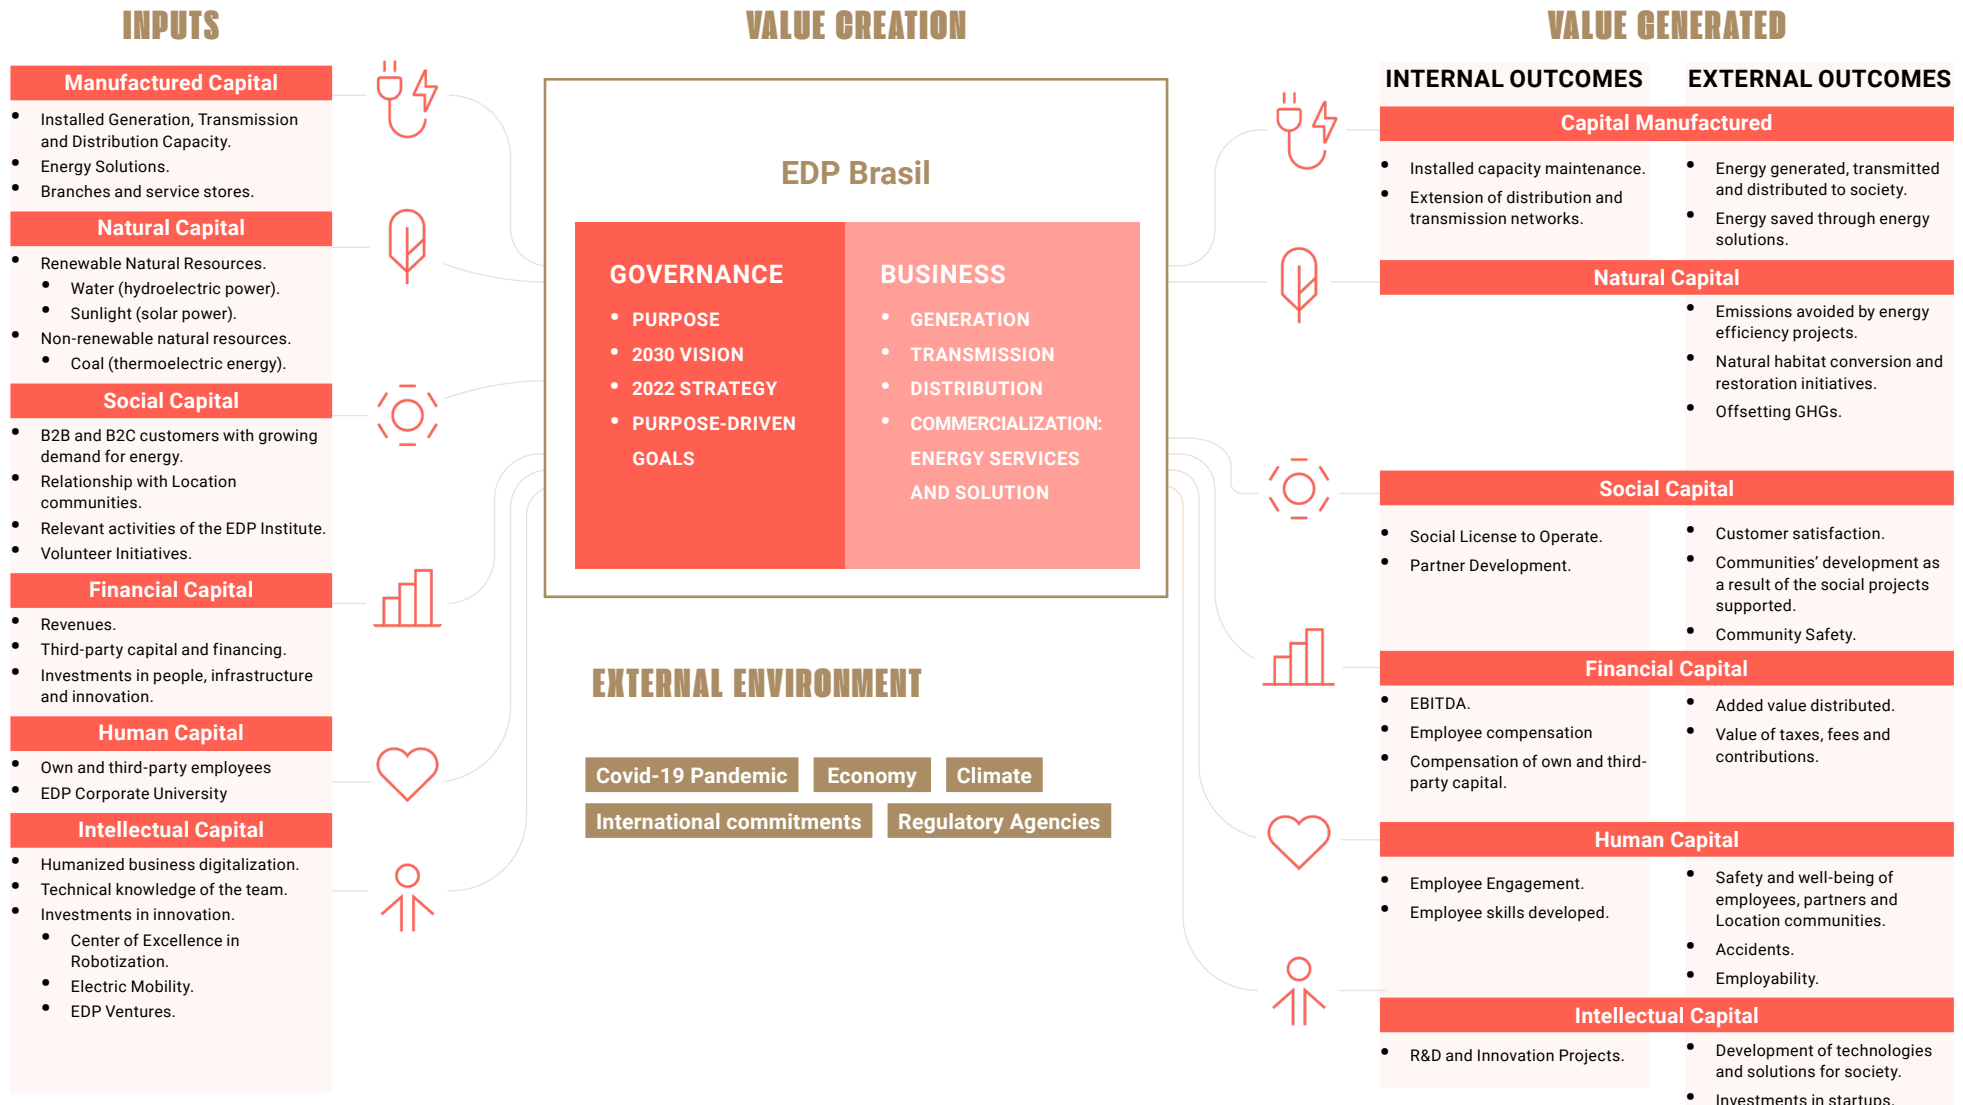 INPUTS
Manufactured Capital
• Installed Generation, Transmission
and Distribution Capacity.
• Energy Solutions.
• Branches and service stores.
Natural Capital
• Renewable Natural Resources.
• Water (hydroelectric power).
• Sunlight (solar power).
• Non-renewable natural resources.
• Coal (thermoelectric energy).
Social Capital
• B2B and B2C customers with growing
demand for energy.
• Relationship with Location
communities.
• Relevant activities of the EDP Institute.
• Volunteer Initiatives.
Financial Capital
• Revenues.
• Third-party capital and financing.
• Investments in people, infrastructure
and innovation.
Human Capital
• Own and third-party employees
• EDP Corporate University
Intellectual Capital
• Humanized business digitalization.
• Technical knowledge of the team.
• Investments in innovation.
• Center of Excellence in
Robotization.
• Electric Mobility.
• EDP Ventures.
VALUE CREATION
EDP Brasil
GOVERNANCE
• PURPOSE
• 2030 VISION
• 2022 STRATEGY
• PURPOSE-DRIVEN
GOALS
BUSINESS
• GENERATION
• TRANSMISSION
• DISTRIBUTION
• COMMERCIALIZATION:
ENERGY SERVICES
AND SOLUTION
EXTERNAL ENVIRONMENT
Covid-19 Pandemic
Economy
Climate
International commitments
Regulatory Agencies
VALUE GENERATED
INTERNAL OUTCOMES
EXTERNAL OUTCOMES
Capital Manufactured
• Installed capacity maintenance.
• Extension of distribution and
transmission networks.
• Energy generated, transmitted
and distributed to society.
• Energy saved through energy
solutions.
Natural Capital
• Emissions avoided by energy
efficiency projects.
• Natural habitat conversion and
restoration initiatives.
• Offsetting GHGs.
Social Capital
• Social License to Operate.
• Partner Development.
• Customer satisfaction.
• Communities’ development as
a result of the social projects
supported.
• Community Safety.
Financial Capital
• EBITDA.
• Employee compensation
• Compensation of own and third-
party capital.
• Added value distributed.
• Value of taxes, fees and
contributions.
Human Capital
• Employee Engagement.
• Employee skills developed.
• Safety and well-being of
employees, partners and
Location communities.
• Accidents.
• Employability.
Intellectual Capital
• R&D and Innovation Projects.
• Development of technologies
and solutions for society.
• Investments in startups.